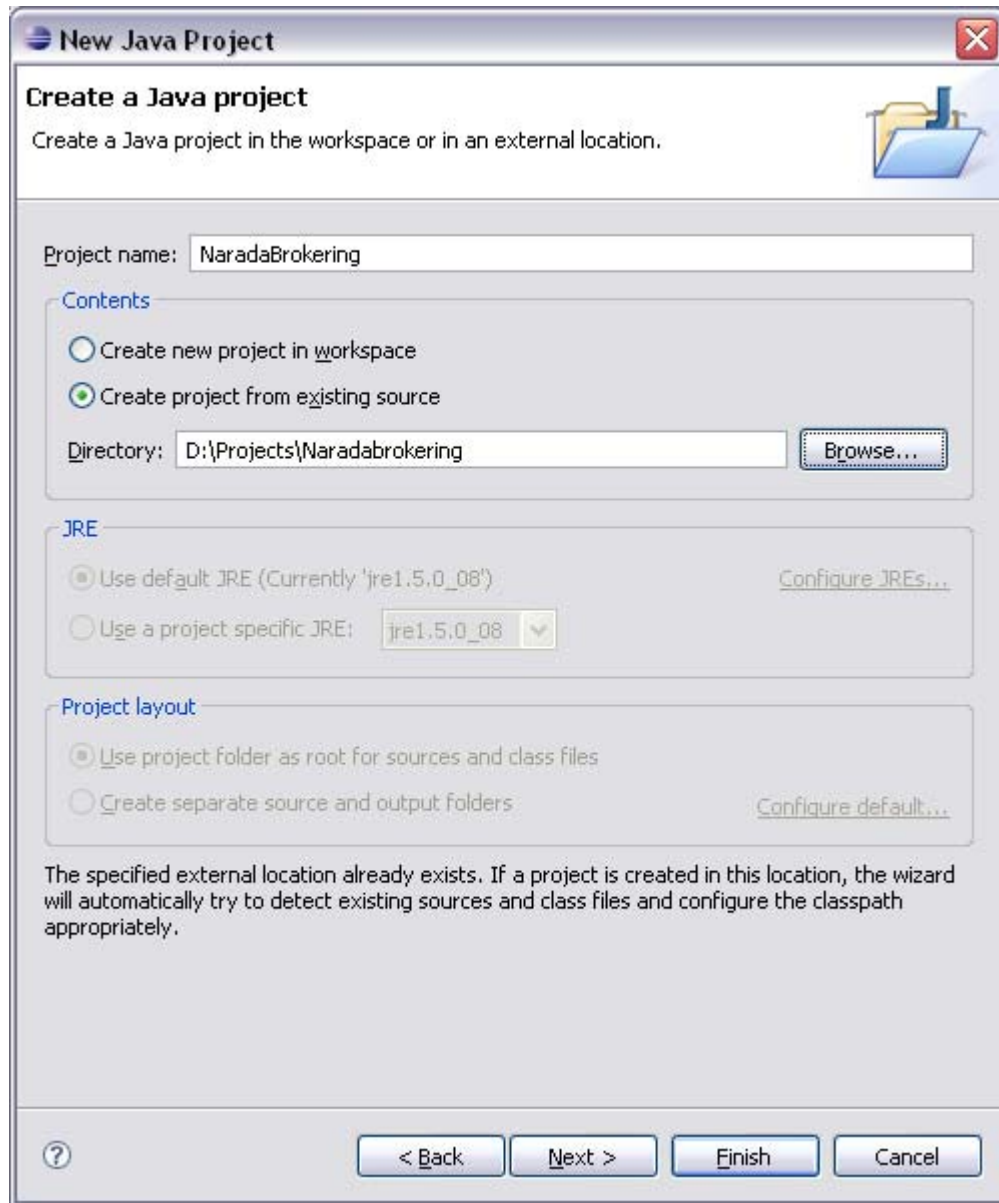 New Java Project
Create a Java project
Create a Java project in the workspace or in an external location.
Project name: NaradaBrokering
Contents
Create new project in workspace
Create project from existing source
Directory: D:\Projects\Naradabrokering Browse...
JRE
Use default JRE (Currently 'jre1.5.0_08') Configure JREs...
Use a project specific JRE: jre1.5.0_08
Project layout
Use project folder as root for sources and class files
Create separate source and output folders Configure default...
The specified external location already exists. If a project is created in this location, the wizard
will automatically try to detect existing sources and class files and configure the classpath
appropriately.
? < Back Next > Finish Cancel